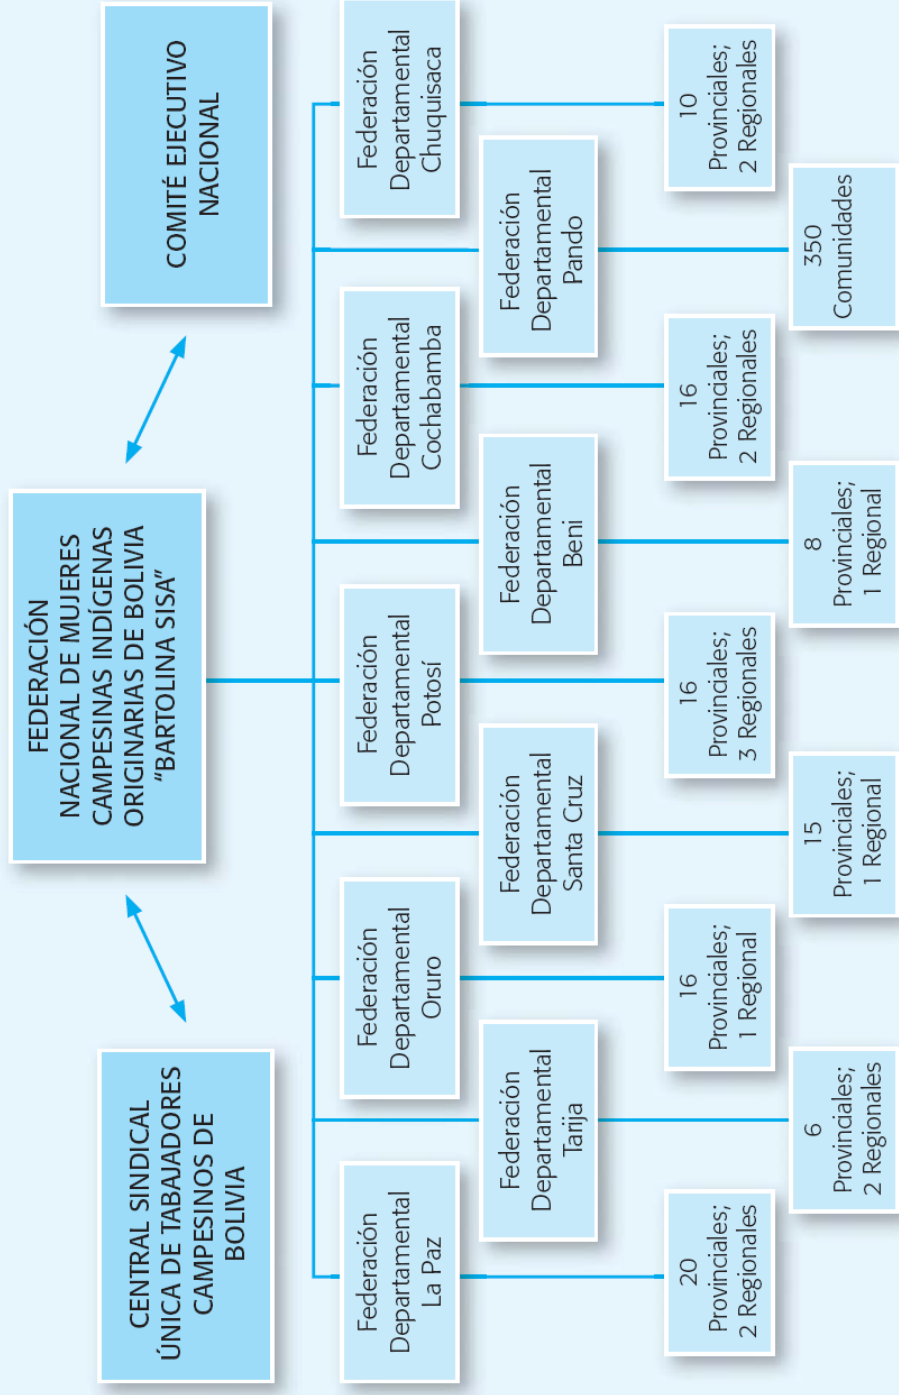 CENTRAL SINDICAL
ÚNICA DE TABAJADORES
CAMPESINOS DE
BOLIVIA
FEDERACIÓN
NACIONAL DE MUJERES
CAMPESINAS INDÍGENAS
ORIGINARIAS DE BOLIVIA
“BARTOLINA SISA”
COMITÉ EJECUTIVO
NACIONAL
Federación
Departamental
La Paz
Federación
Departamental
Oruro
Federación
Departamental
Potosí
Federación
Departamental
Cochabamba
Federación
Departamental
Chuquisaca
Federación
Departamental
Tarija
Federación
Departamental
Santa Cruz
Federación
Departamental
Beni
Federación
Departamental
Pando
20
Provinciales;
2 Regionales
16
Provinciales;
1 Regional
16
Provinciales;
3 Regionales
16
Provinciales;
2 Regionales
10
Provinciales;
2 Regionales
6
Provinciales;
2 Regionales
15
Provinciales;
1 Regional
8
Provinciales;
1 Regional
350
Comunidades